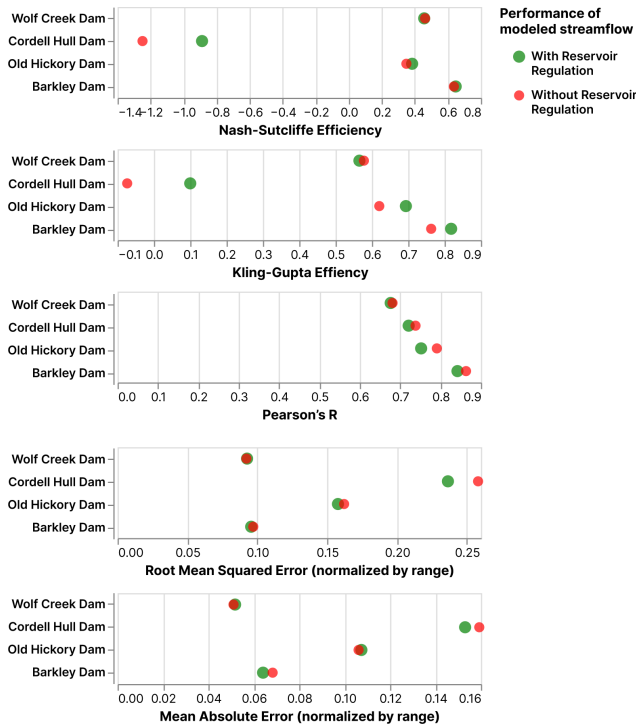 Performance of
modeled streamflow
With Reservoir
Regulation
Without Reservoir
Regulation
Wolf Creek Dam
Cordell Hull Dam
Old Hickory Dam
Barkley Dam
−1.4 −1.2 −1.0 −0.8 −0.6 −0.4 −0.2 0.0 0.2 0.4 0.6 0.8
Nash-Sutcliffe Efficiency
Wolf Creek Dam
Cordell Hull Dam
Old Hickory Dam
Barkley Dam
−0.1 0.0 0.1 0.2 0.3 0.4 0.5 0.6 0.7 0.8 0.9
Kling-Gupta Effiency
Wolf Creek Dam
Cordell Hull Dam
Old Hickory Dam
Barkley Dam
0.0 0.1 0.2 0.3 0.4 0.5 0.6 0.7 0.8 0.9
Pearson’s R
Wolf Creek Dam
Cordell Hull Dam
Old Hickory Dam
Barkley Dam
0.00 0.05 0.10 0.15 0.20 0.25
Root Mean Squared Error (normalized by range)
Wolf Creek Dam
Cordell Hull Dam
Old Hickory Dam
Barkley Dam
0.00 0.02 0.04 0.06 0.08 0.10 0.12 0.14 0.16
Mean Absolute Error (normalized by range)